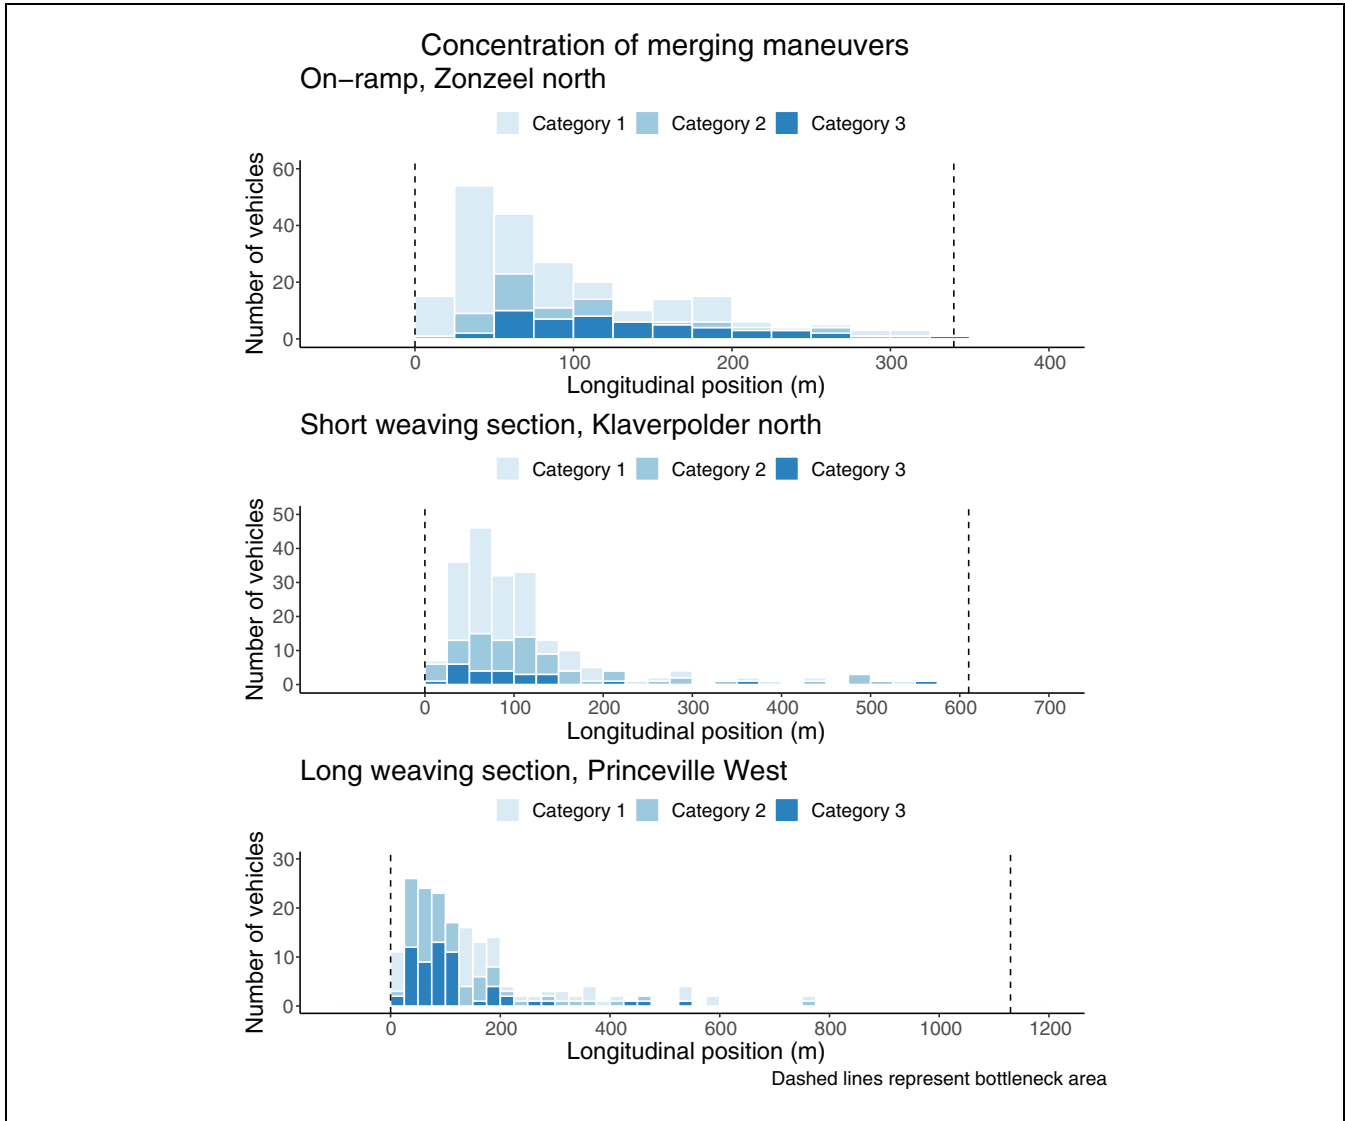 Concentration of merging maneuvers
On−ramp, Zonzeel north
Category 1 Category 2 Category 3
Number of vehicles
60
40
20
0
0 100 200 300 400
Longitudinal position (m)
Short weaving section, Klaverpolder north
Category 1 Category 2 Category 3
Number of vehicles
50
40
30
20
10
0
0 100 200 300 400 500 600 700
Longitudinal position (m)
Long weaving section, Princeville West
Category 1 Category 2 Category 3
Number of vehicles
30
20
10
0
0 200 400 600 800 1000 1200
Longitudinal position (m)
Dashed lines represent bottleneck area